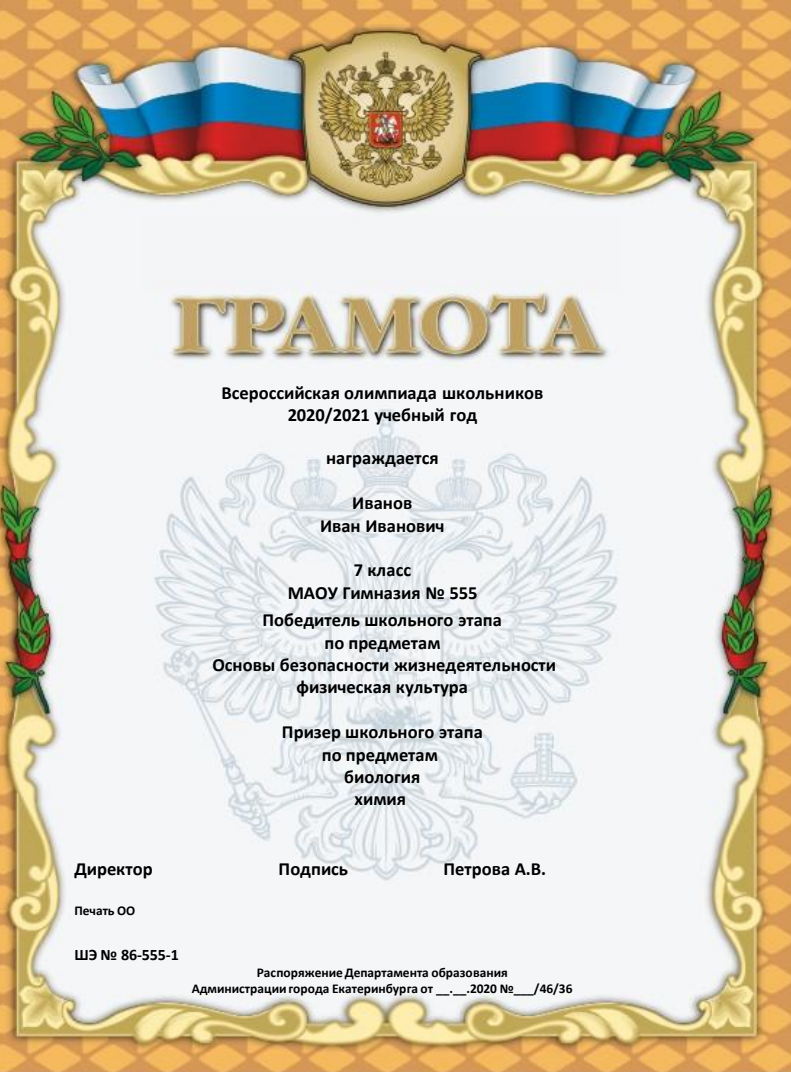 ГРАМОТА
Всероссийская олимпиада школьников
2020/2021 учебный год
награждается
Иванов
Иван Иванович
7 класс
МАОУ Гимназия № 555
Победитель школьного этапа
по предметам
Основы безопасности жизнедеятельности
физическая культура
Призер школьного этапа
по предметам
биология
химия
Директор Подпись Петрова А.В.
Печать ОО
ШЭ № 86-555-1
Распоряжение Департамента образования
Администрации города Екатеринбурга от __.__.2020 №___/46/36